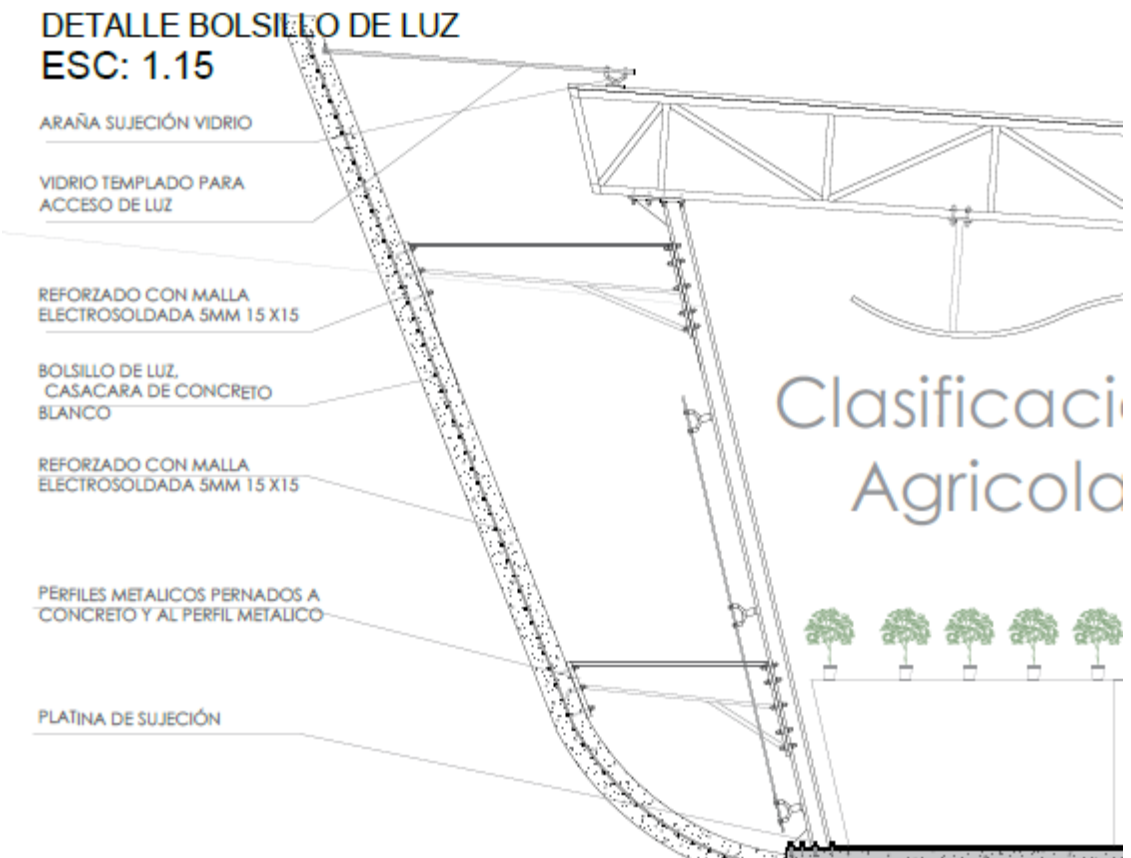 DETALLE BOLSILLO DE LUZ
ESC: 1.15
ARAÑA SUJECIÓN VIDRIO
VIDRIO TEMPLADO PARA
ACCESO DE LUZ
REFORZADO CON MALLA
ELECTROSOLDADA 5MM 15 X15
BOLSILLO DE LUZ,
CASACARA DE CONCRETO
BLANCO
REFORZADO CON MALLA
ELECTROSOLDADA 5MM 15 X15
PERFILES METALICOS PERNADOS A
CONCRETO Y AL PERFIL METALICO
PLATINA DE SUJECIÓN
Clasificaci
Agricola